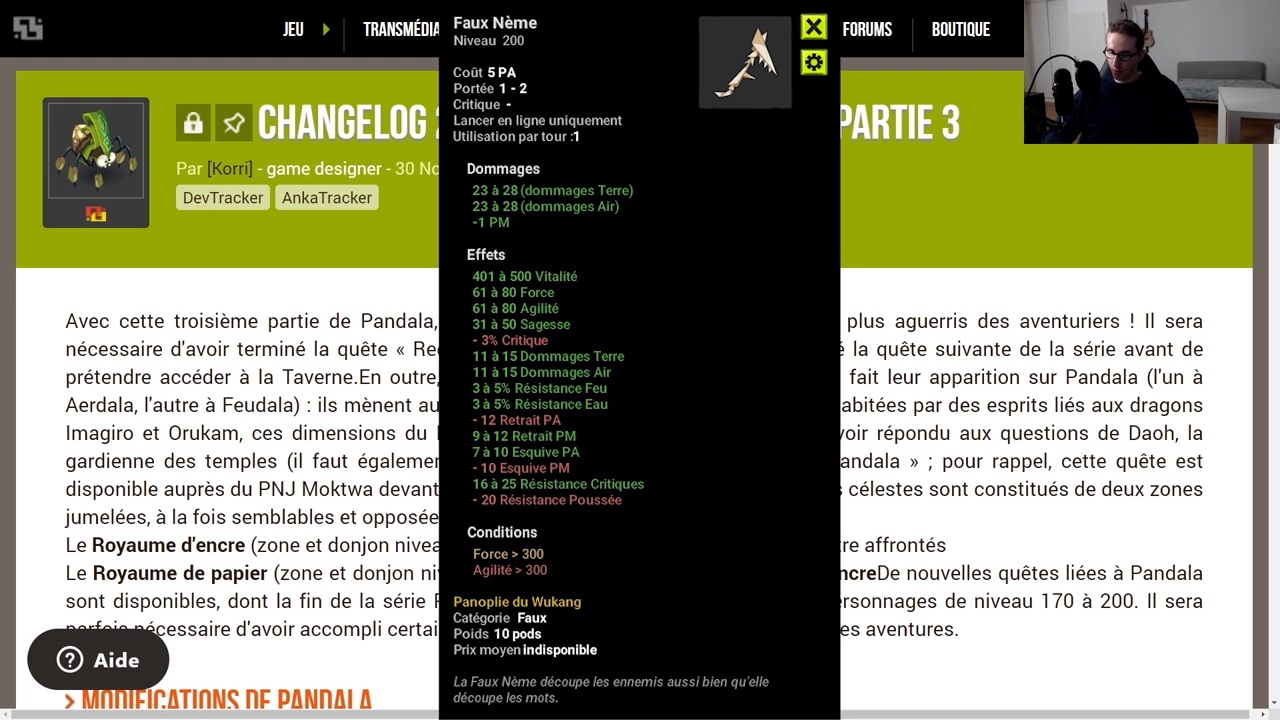 JEU
TRANSMÉDIA
FORUMS
BOUTIQUE
CHANGELOG
PARTIE 3
Par [Korri] - game designer - 30 No
DevTracker
AnkaTracker
Faux Nème
Niveau 200
Coût 5 PA
Portée 1 - 2
Critique -
Lancer en ligne uniquement
Utilisation par tour :1
Dommages
23 à 28 (dommages Terre)
23 à 28 (dommages Air)
-1 PM
Effets
401 à 500 Vitalité
61 à 80 Force
61 à 80 Agilité
31 à 50 Sagesse
- 3% Critique
11 à 15 Dommages Terre
11 à 15 Dommages Air
3 à 5% Résistance Feu
3 à 5% Résistance Eau
- 12 Retrait PA
9 à 12 Retrait PM
7 à 10 Esquive PA
- 10 Esquive PM
16 à 25 Résistance Critiques
- 20 Résistance Poussée
Conditions
Force > 300
Agilité > 300
Panoplie du Wukang
Catégorie Faux
Poids 10 pods
Prix moyen indisponible
La Faux Nème découpe les ennemis aussi bien qu'elle
découpe les mots.
Avec cette troisième partie de Pandala, plus aguerris des aventuriers ! Il sera
nécessaire d'avoir terminé la quête « Re é la quête suivante de la série avant de
prétendre accéder à la Taverne.En outre, fait leur apparition sur Pandala (l'un à
Aerdala, l'autre à Feudala) : ils mènent au abitées par des esprits liés aux dragons
Imagiro et Orukam, ces dimensions du voir répondu aux questions de Daoh, la
gardienne des temples (il faut égalemen andala » ; pour rappel, cette quête est
disponible auprès du PNJ Moktwa devant s célestes sont constitués de deux zones
jumelées, à la fois semblables et opposée
Le Royaume d'encre (zone et donjon nivea tre affrontés
Le Royaume de papier (zone et donjon ni ncreDe nouvelles quêtes liées à Pandala
sont disponibles, dont la fin de la série ersonnages de niveau 170 à 200. Il sera
parfois nécessaire d'avoir accompli certai es aventures.
Aide
MODIFICATIONS DE PANDALA